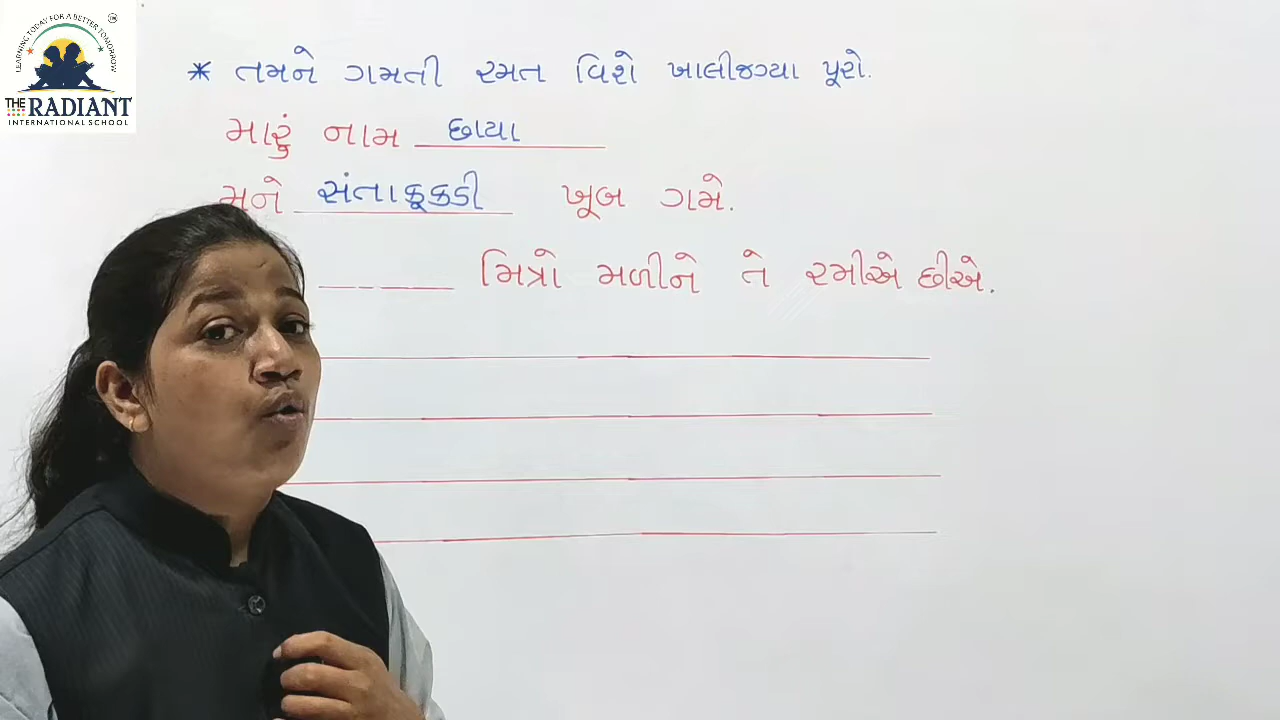 LEARNING TODAY FOR A BETTER TOMORROW
THE RADIANT
INTERNATIONAL SCHOOL
* તમને ગમતી રમત વિશે ખાલીજગ્યા પૂરો.
મારું નામ છાયા
મને સંતાકૂકડી ખૂબ ગમે.
મિત્રો મળીને તે રમીએ છીએ.